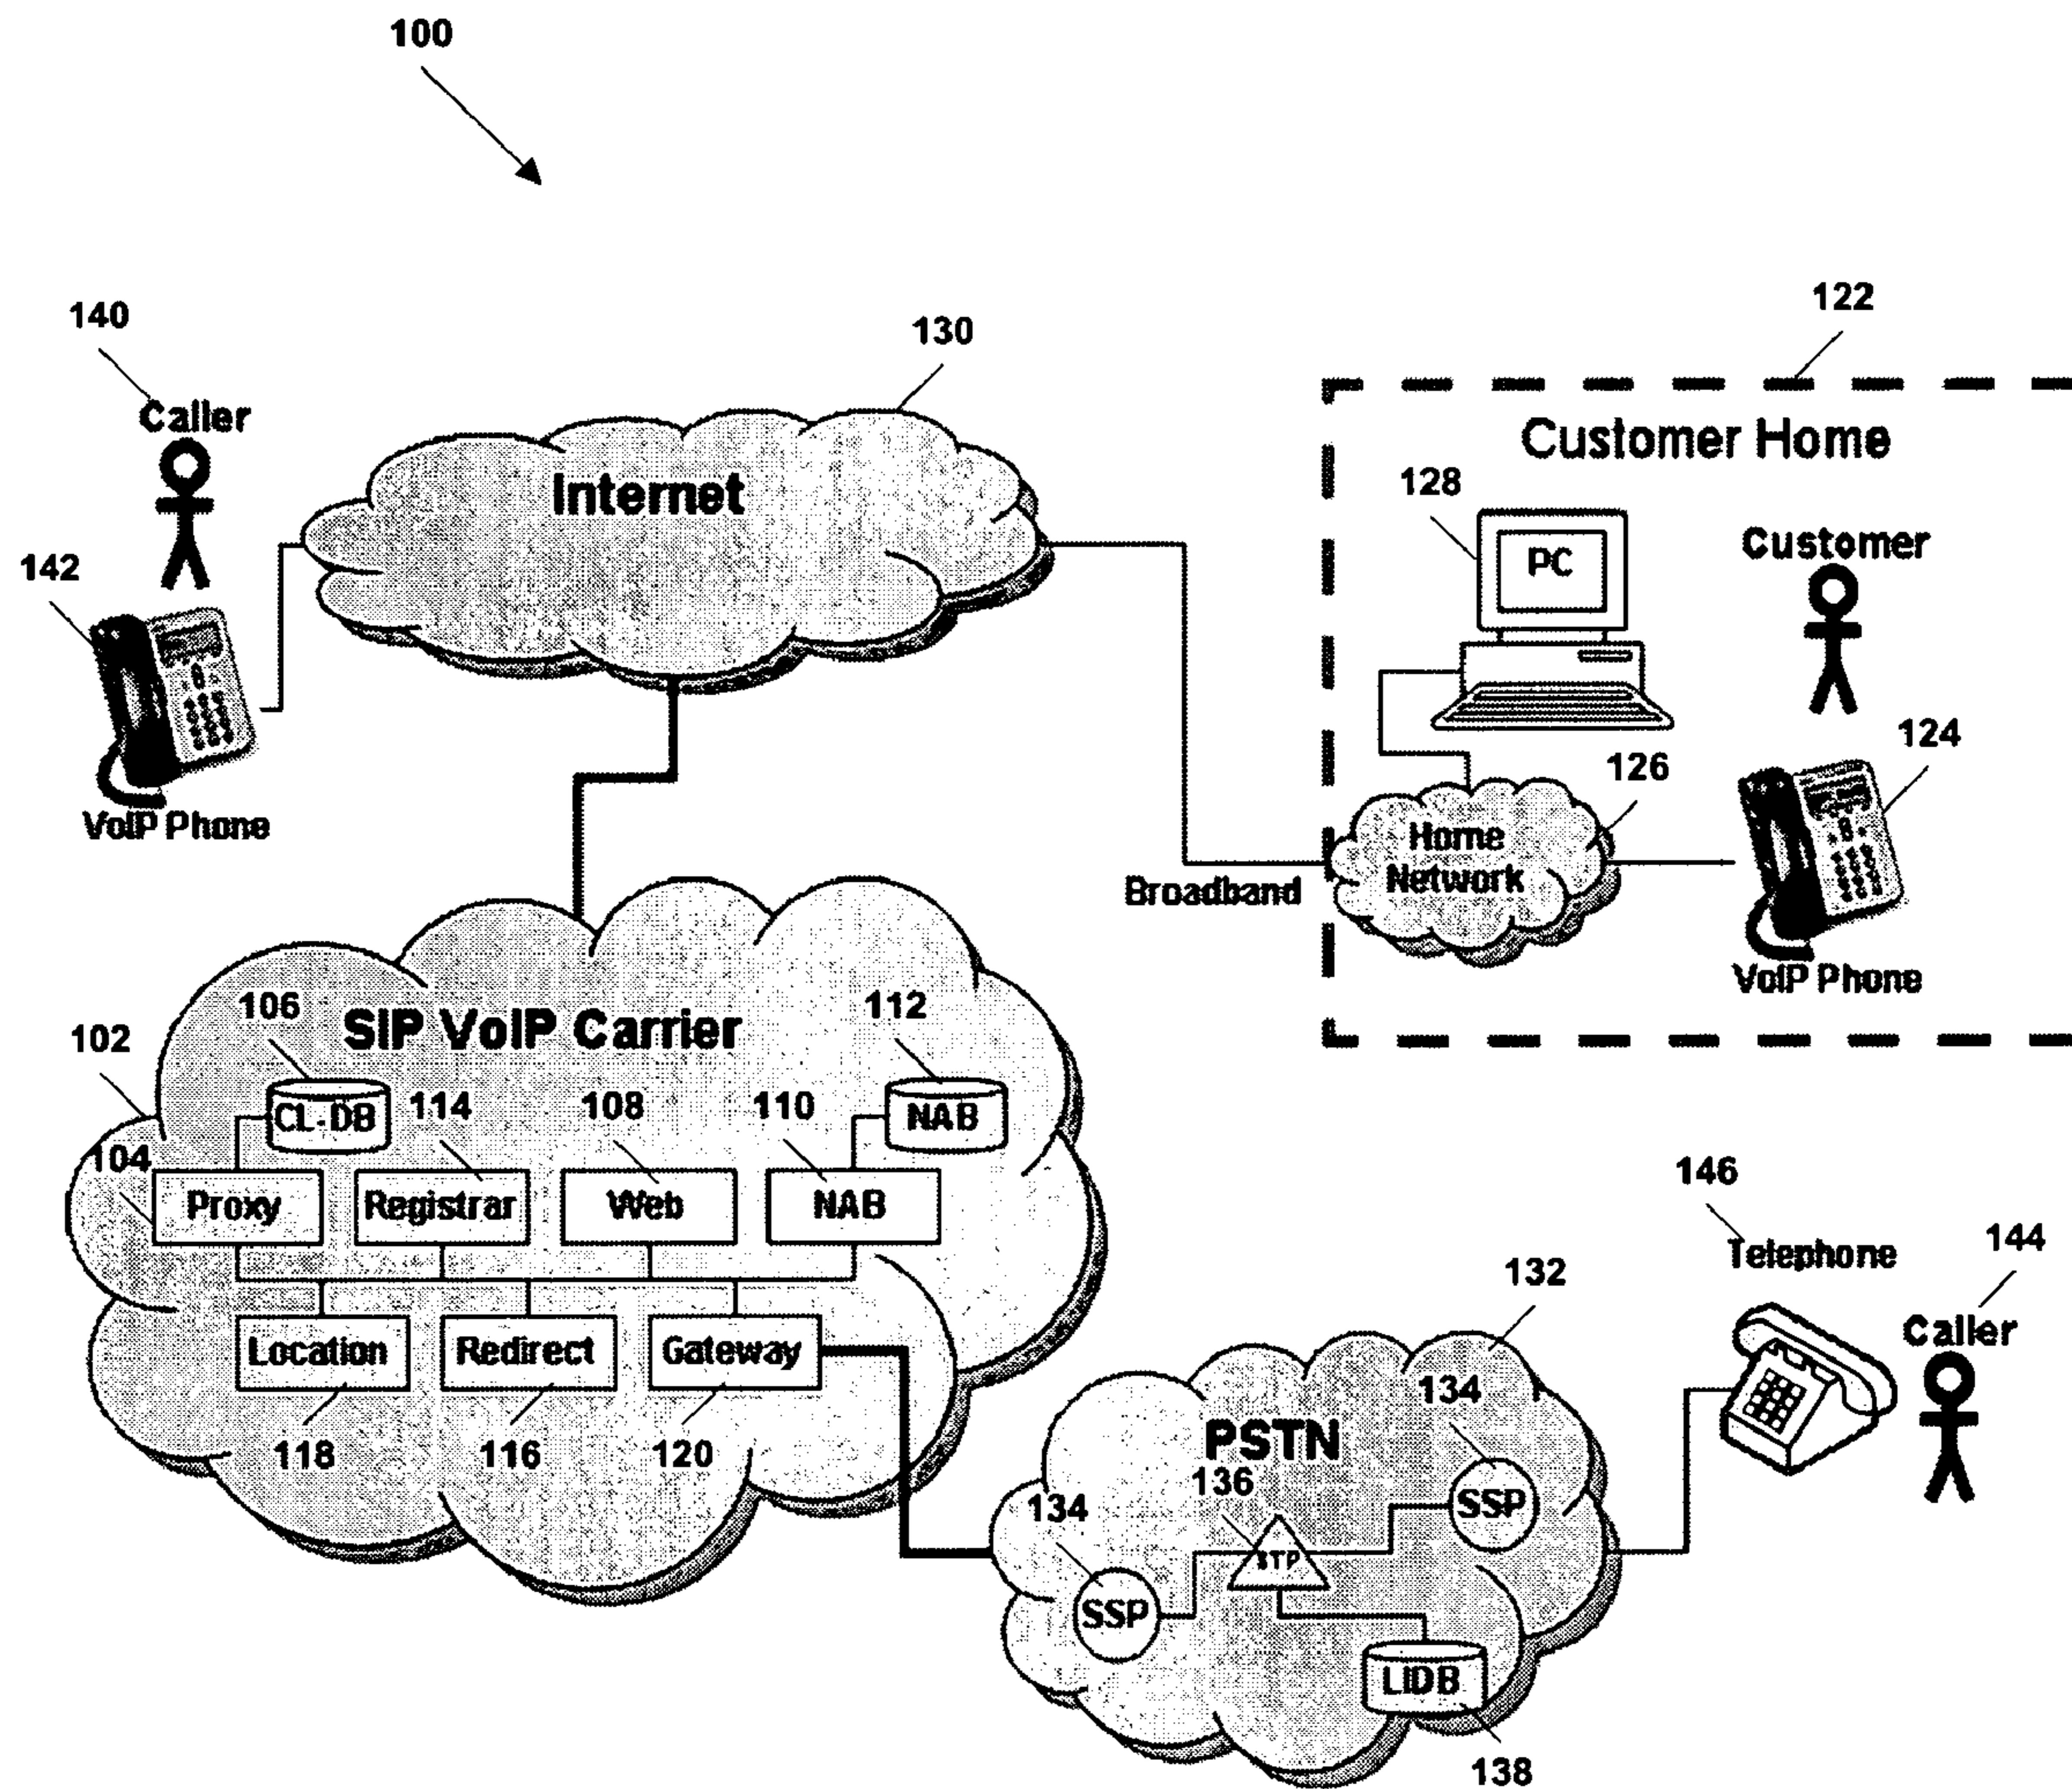 100
122
140
130
Caller
Customer Home
Internet
128
PC
Customer
142
124
126
VoIP Phone
Home
Network
Broadband
VoIP Phone
106
112
SIP VoIP Carrier
102
CL-DB
114
108
110
NAB
104
Proxy
Registrar
Web
NAB
146
144
Telephone
132
Caller
Location
Redirect
Gateway
134
118
116
120
PSTN
136
134
SSP
STP
SSP
LIDB
138